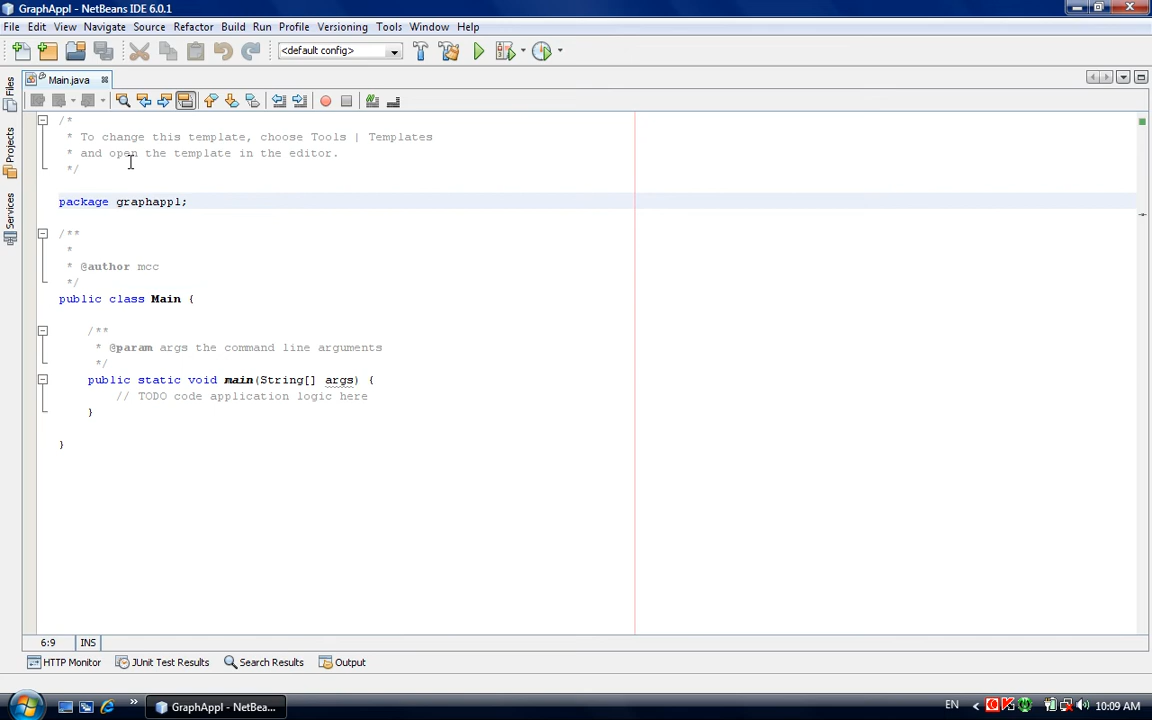 GraphAppl - NetBeans IDE 6.0.1
File Edit View Navigate Source Refactor Build Run Profile Versioning Tools Window Help
<default config>
Main.java
Files
Projects
Services
/*
 * To change this template, choose Tools | Templates
 * and open the template in the editor.
 */
package graphappl;
/**
 *
 * @author mcc
 */
public class Main {
/**
 * @param args the command line arguments
 */
public static void main(String[] args) {
// TODO code application logic here
}
}
6:9 INS
HTTP Monitor JUnit Test Results Search Results Output
GraphAppl - NetBea... EN 10:09 AM